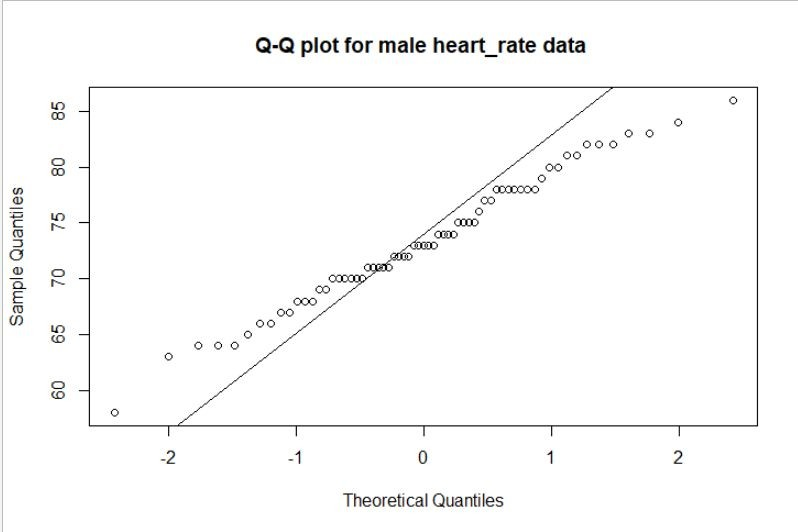 Q-Q plot for male heart_rate data
85
80
75
70
65
60
Sample Quantiles
-2 -1 0 1 2
Theoretical Quantiles